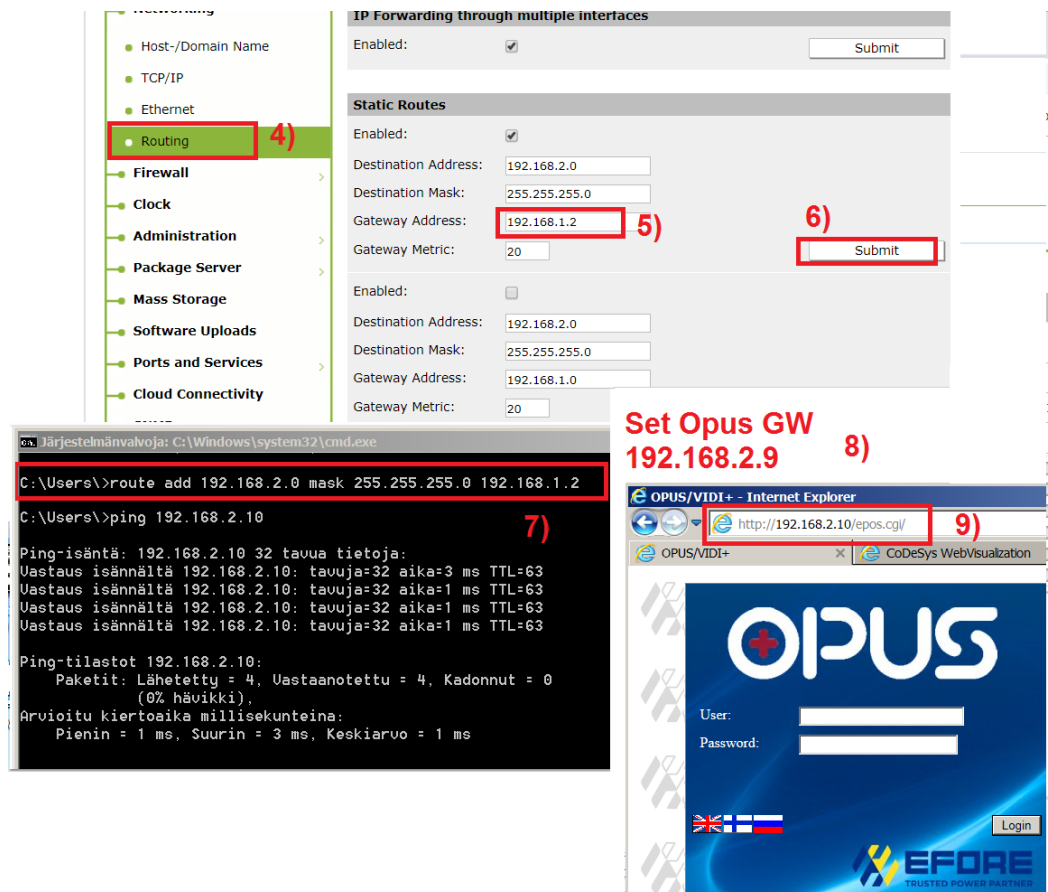 Networking
Host-/Domain Name
TCP/IP
Ethernet
Routing
4)
Firewall
Clock
Administration
Package Server
Mass Storage
Software Uploads
Ports and Services
Cloud Connectivity
IP Forwarding through multiple interfaces
Enabled:
Submit
Static Routes
Enabled:
Destination Address: 192.168.2.0
Destination Mask: 255.255.255.0
Gateway Address: 192.168.1.2
5)
6)
Gateway Metric: 20
Submit
Enabled:
Destination Address: 192.168.2.0
Destination Mask: 255.255.255.0
Gateway Address: 192.168.1.0
Gateway Metric: 20
Järjestelmänvalvoja: C:\Windows\system32\cmd.exe
C:\Users\>route add 192.168.2.0 mask 255.255.255.0 192.168.1.2
C:\Users\>ping 192.168.2.10
7)
Ping-isäntä: 192.168.2.10 32 tavua tietoja:
Vastaus isännältä 192.168.2.10: tavuja=32 aika=3 ms TTL=63
Vastaus isännältä 192.168.2.10: tavuja=32 aika=1 ms TTL=63
Vastaus isännältä 192.168.2.10: tavuja=32 aika=1 ms TTL=63
Vastaus isännältä 192.168.2.10: tavuja=32 aika=1 ms TTL=63
Ping-tilastot 192.168.2.10:
Paketit: Lähetetty = 4, Vastaanotettu = 4, Kadonnut = 0
(0% hävikki),
Arvioitu kiertoaika millisekunteina:
Pienin = 1 ms, Suurin = 3 ms, Keskiarvo = 1 ms
Set Opus GW
192.168.2.9
8)
OPUS/VIDI+ - Internet Explorer
http://192.168.2.10/epos.cgi/
9)
OPUS/VIDI+
CoDeSys WebVisualization
OPUS
User:
Password:
Login
EFORE
TRUSTED POWER PARTNER